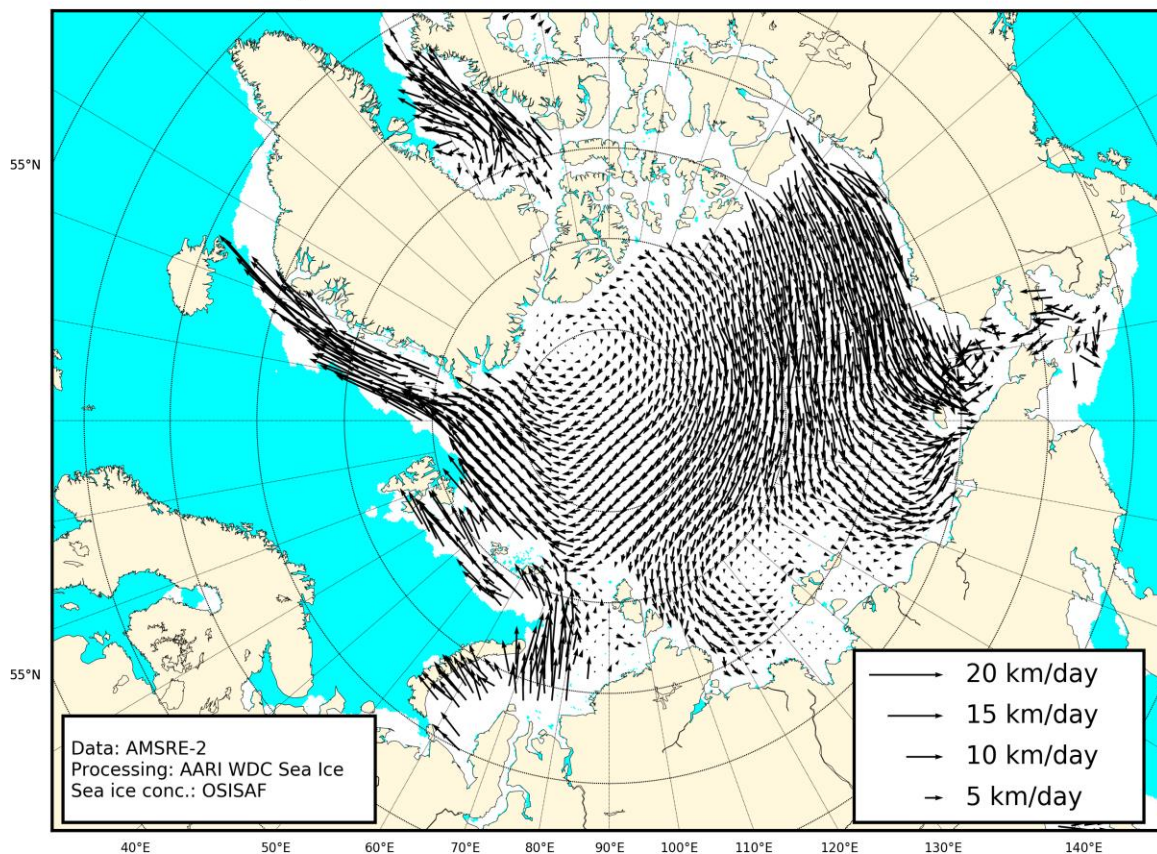 55°N
55°N
20 km/day
15 km/day
10 km/day
5 km/day
Data: AMSRE-2
Processing: AARI WDC Sea Ice
Sea ice conc.: OSISAF
40°E 50°E 60°E 70°E 80°E 90°E 100°E 110°E 120°E 130°E 140°E